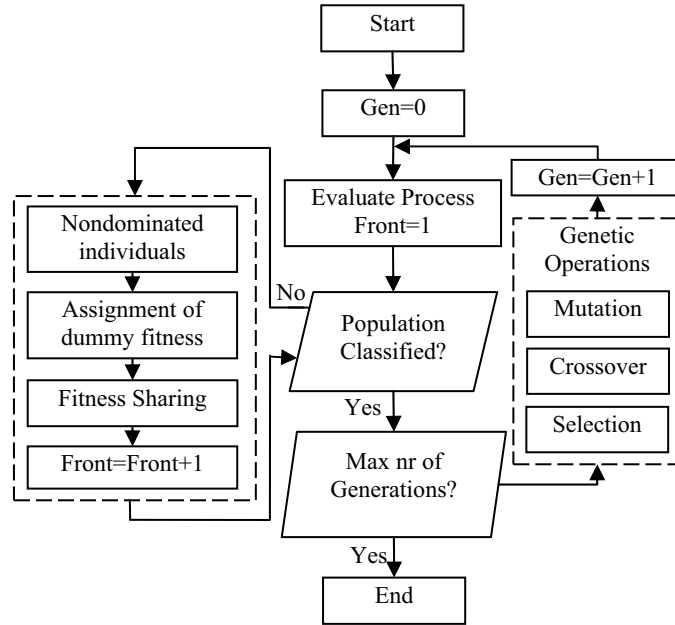 Start
Gen=0
Evaluate Process
Front=1
Gen=Gen+1
Nondominated
individuals
Assignment of
dummy fitness
Fitness Sharing
Front=Front+1
No
Population
Classified?
Yes
Max nr of
Generations?
Yes
End
Genetic
Operations
Mutation
Crossover
Selection